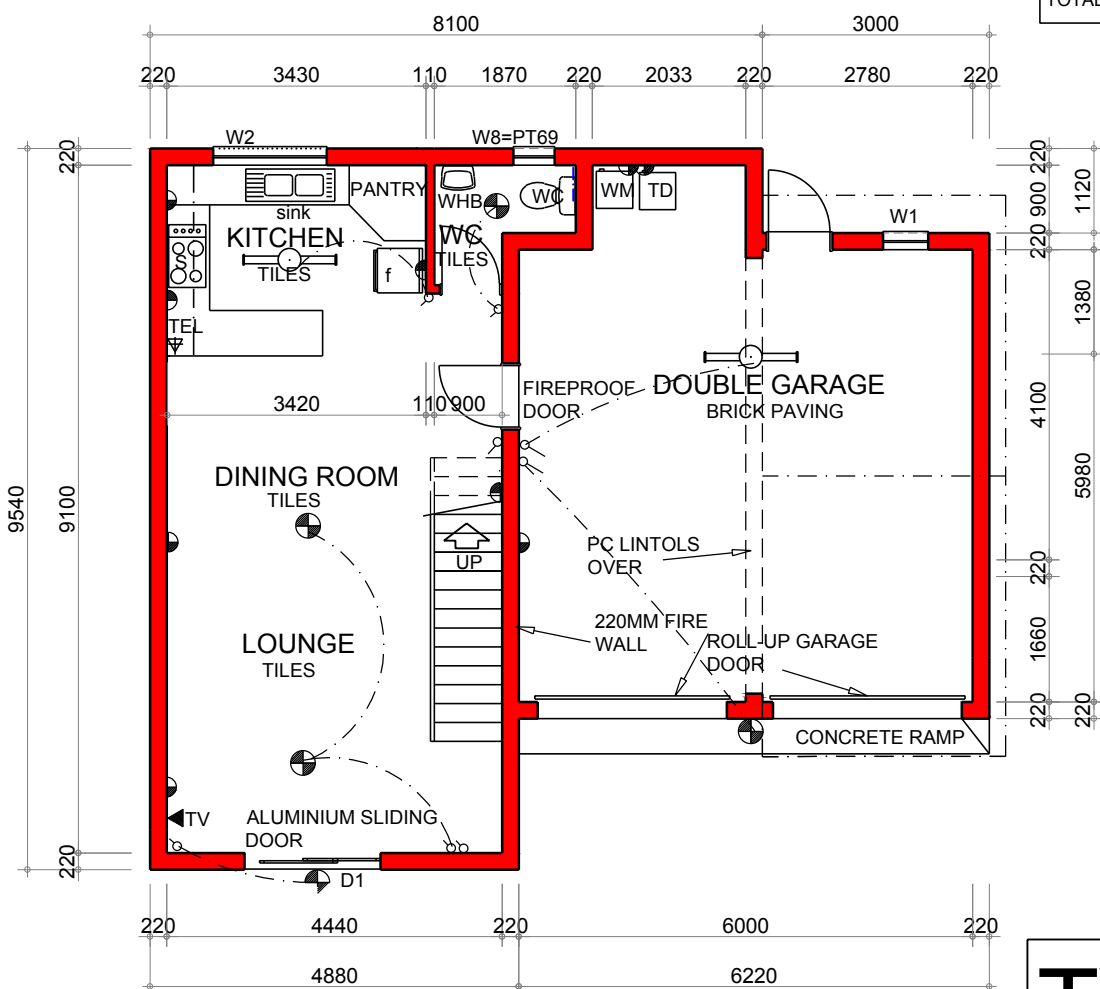 TOTAL
8100
3000
220
3430
110
1870
220
2033
220
2780
220
W2
W8=PT69
PANTRY
WHB
WC
WM
TD
sink
KITCHEN
TILES
WC
TILES
S
f
W1
TEL
FIREPROOF
DOOR
DOUBLE GARAGE
BRICK PAVING
3420
110
900
DINING ROOM
TILES
UP
PC LINTOLS
OVER
LOUNGE
TILES
220MM FIRE
WALL
ROLL-UP GARAGE
DOOR
CONCRETE RAMP
TV
ALUMINIUM SLIDING
DOOR
D1
9540
220
9100
220
220
900
220
4100
220
1660
220
1120
1380
5980
220
220
4440
220
6000
220
4880
6220
T